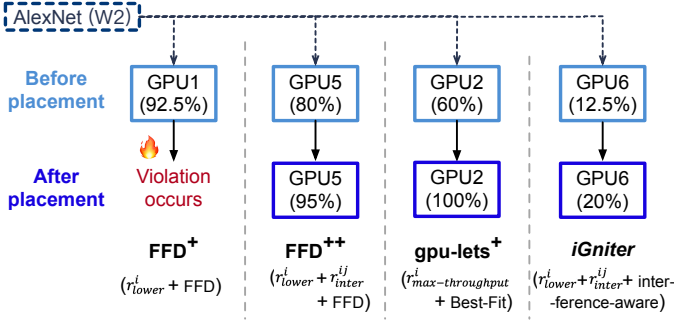 AlexNet (W2)
Before placement
GPU1 (92.5%)
GPU5 (80%)
GPU2 (60%)
GPU6 (12.5%)
After placement
Violation occurs
GPU5 (95%)
GPU2 (100%)
GPU6 (20%)
FFD⁺
(r^i_lower + FFD)
FFD⁺⁺
(r^i_lower + r^ij_inter
+ FFD)
gpu-lets⁺
(r^i_max−throughput
+ Best-Fit)
iGniter
(r^i_lower + r^ij_inter + inter-
-ference-aware)